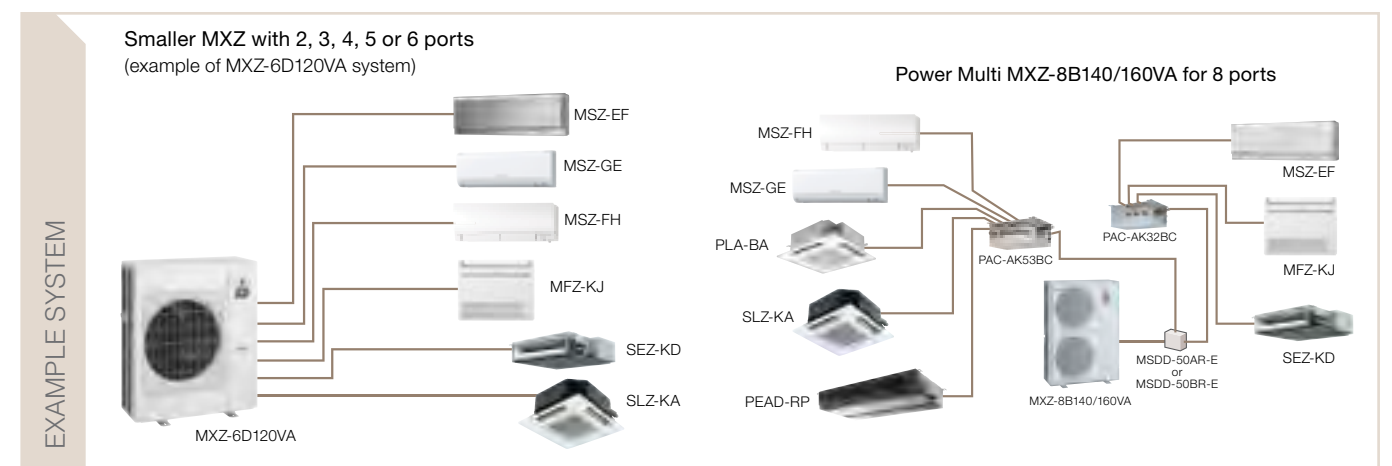 EXAMPLE SYSTEM
Smaller MXZ with 2, 3, 4, 5 or 6 ports
(example of MXZ-6D120VA system)
MSZ-EF
MSZ-GE
MSZ-FH
MFZ-KJ
SEZ-KD
SLZ-KA
MXZ-6D120VA
Power Multi MXZ-8B140/160VA for 8 ports
MSZ-FH
MSZ-GE
PLA-BA
SLZ-KA
PEAD-RP
PAC-AK53BC
PAC-AK32BC
MSZ-EF
MFZ-KJ
SEZ-KD
MSDD-50AR-E
or
MSDD-50BR-E
MXZ-8B140/160VA